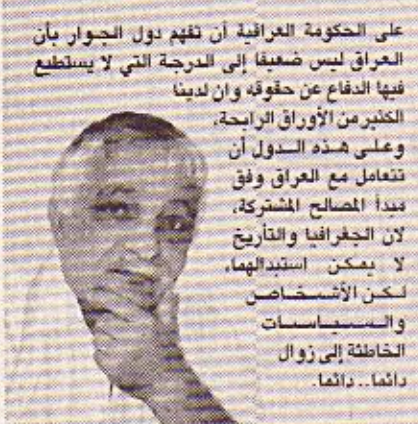 على الحكومة العراقية أن تفهم دول الجوار بأن
العراق ليس ضعيفا إلى الدرجة التي لا يستطيع
فيها الدفاع عن حقوقه وان لدينا
الكثير من الأوراق الرابحة،
وعلى هذه الدول أن
تتعامل مع العراق وفق
مبدأ المصالح المشتركة،
لان الجغرافيا والتأريخ
لا يمكن استبدالهما،
لكن الأشخاص
والسياسات
الخاطئة إلى زوال
دائما.. دائما.